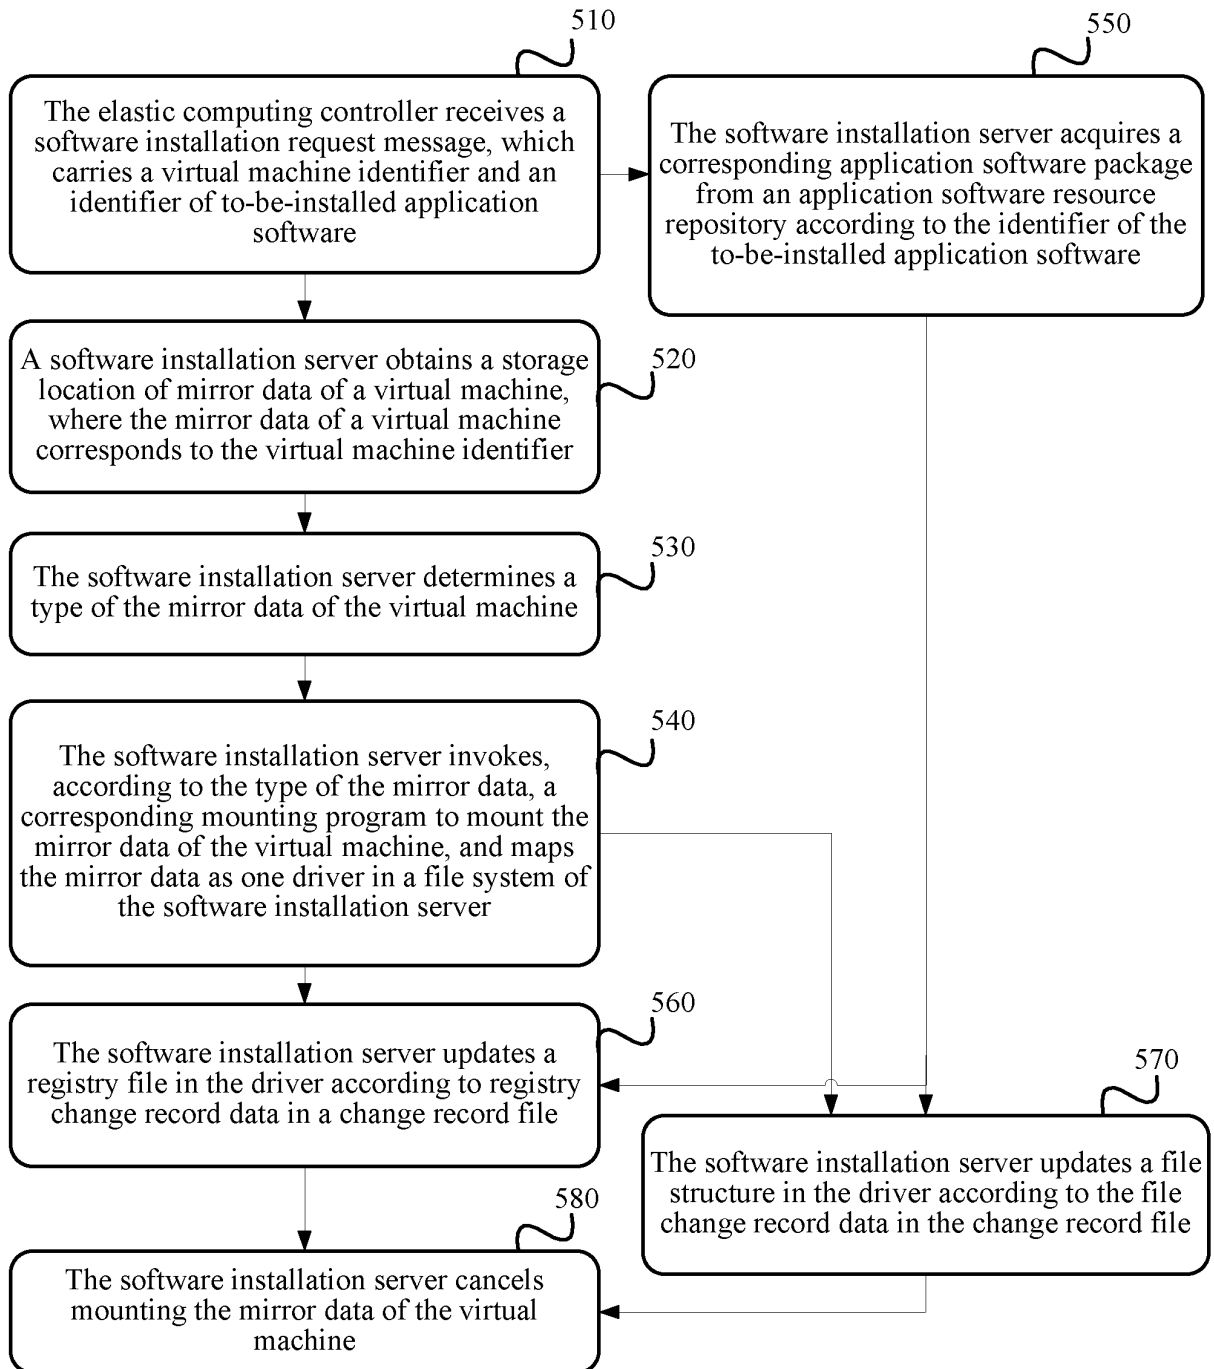 510
The elastic computing controller receives a
software installation request message, which
carries a virtual machine identifier and an
identifier of to-be-installed application
software
550
The software installation server acquires a
corresponding application software package
from an application software resource
repository according to the identifier of the
to-be-installed application software
520
A software installation server obtains a storage
location of mirror data of a virtual machine,
where the mirror data of a virtual machine
corresponds to the virtual machine identifier
530
The software installation server determines a
type of the mirror data of the virtual machine
540
The software installation server invokes,
according to the type of the mirror data, a
corresponding mounting program to mount the
mirror data of the virtual machine, and maps
the mirror data as one driver in a file system of
the software installation server
560
The software installation server updates a
registry file in the driver according to registry
change record data in a change record file
570
The software installation server updates a file
structure in the driver according to the file
change record data in the change record file
580
The software installation server cancels
mounting the mirror data of the virtual
machine